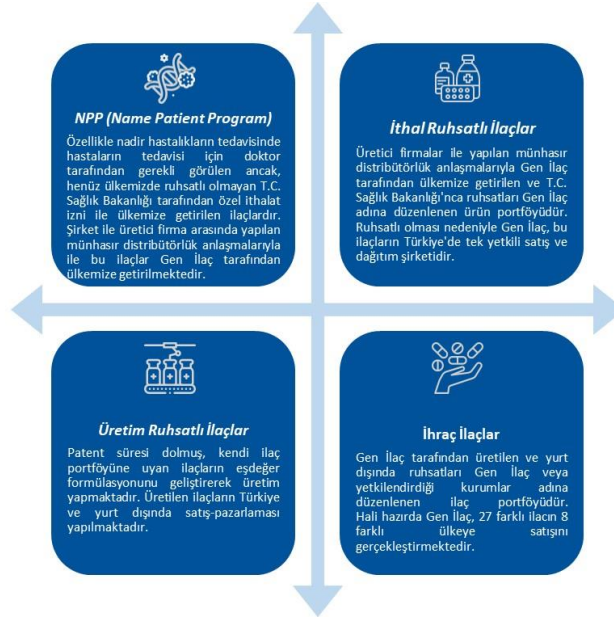 NPP (Name Patient Program)
Özellikle nadir hastalıkların tedavisinde
hastaların tedavisi için doktor
tarafından gerekli görülen ancak,
henüz ülkemizde ruhsatlı olmayan T.C.
Sağlık Bakanlığı tarafından özel ithalat
izni ile ülkemize getirilen ilaçlardır.
Şirket ile üretici firma arasında yapılan
münhasır distribütörlük anlaşmalarıyla
ile bu ilaçlar Gen İlaç tarafından
ülkemize getirilmektedir.
İthal Ruhsatlı İlaçlar
Üretici firmalar ile yapılan münhasır
distribütörlük anlaşmalarıyla Gen İlaç
tarafından ülkemize getirilen ve T.C.
Sağlık Bakanlığı'nca ruhsatları Gen İlaç
adına düzenlenen ürün portföyüdür.
Ruhsatlı olması nedeniyle Gen İlaç, bu
ilaçların Türkiye'de tek yetkili satış ve
dağıtım şirketidir.
Üretim Ruhsatlı İlaçlar
Patent süresi dolmuş, kendi ilaç
portföyüne uyan ilaçların eşdeğer
formülasyonunu geliştirerek üretim
yapmaktadır. Üretilen ilaçların Türkiye
ve yurt dışında satış-pazarlaması
yapılmaktadır.
İhraç İlaçlar
Gen İlaç tarafından üretilen ve yurt
dışında ruhsatları Gen İlaç veya
yetkilendirdiği kurumlar adına
düzenlenen ilaç portföyüdür.
Hali hazırda Gen İlaç, 27 farklı ilacın 8
farklı ülkeye satışını
gerçekleştirmektedir.